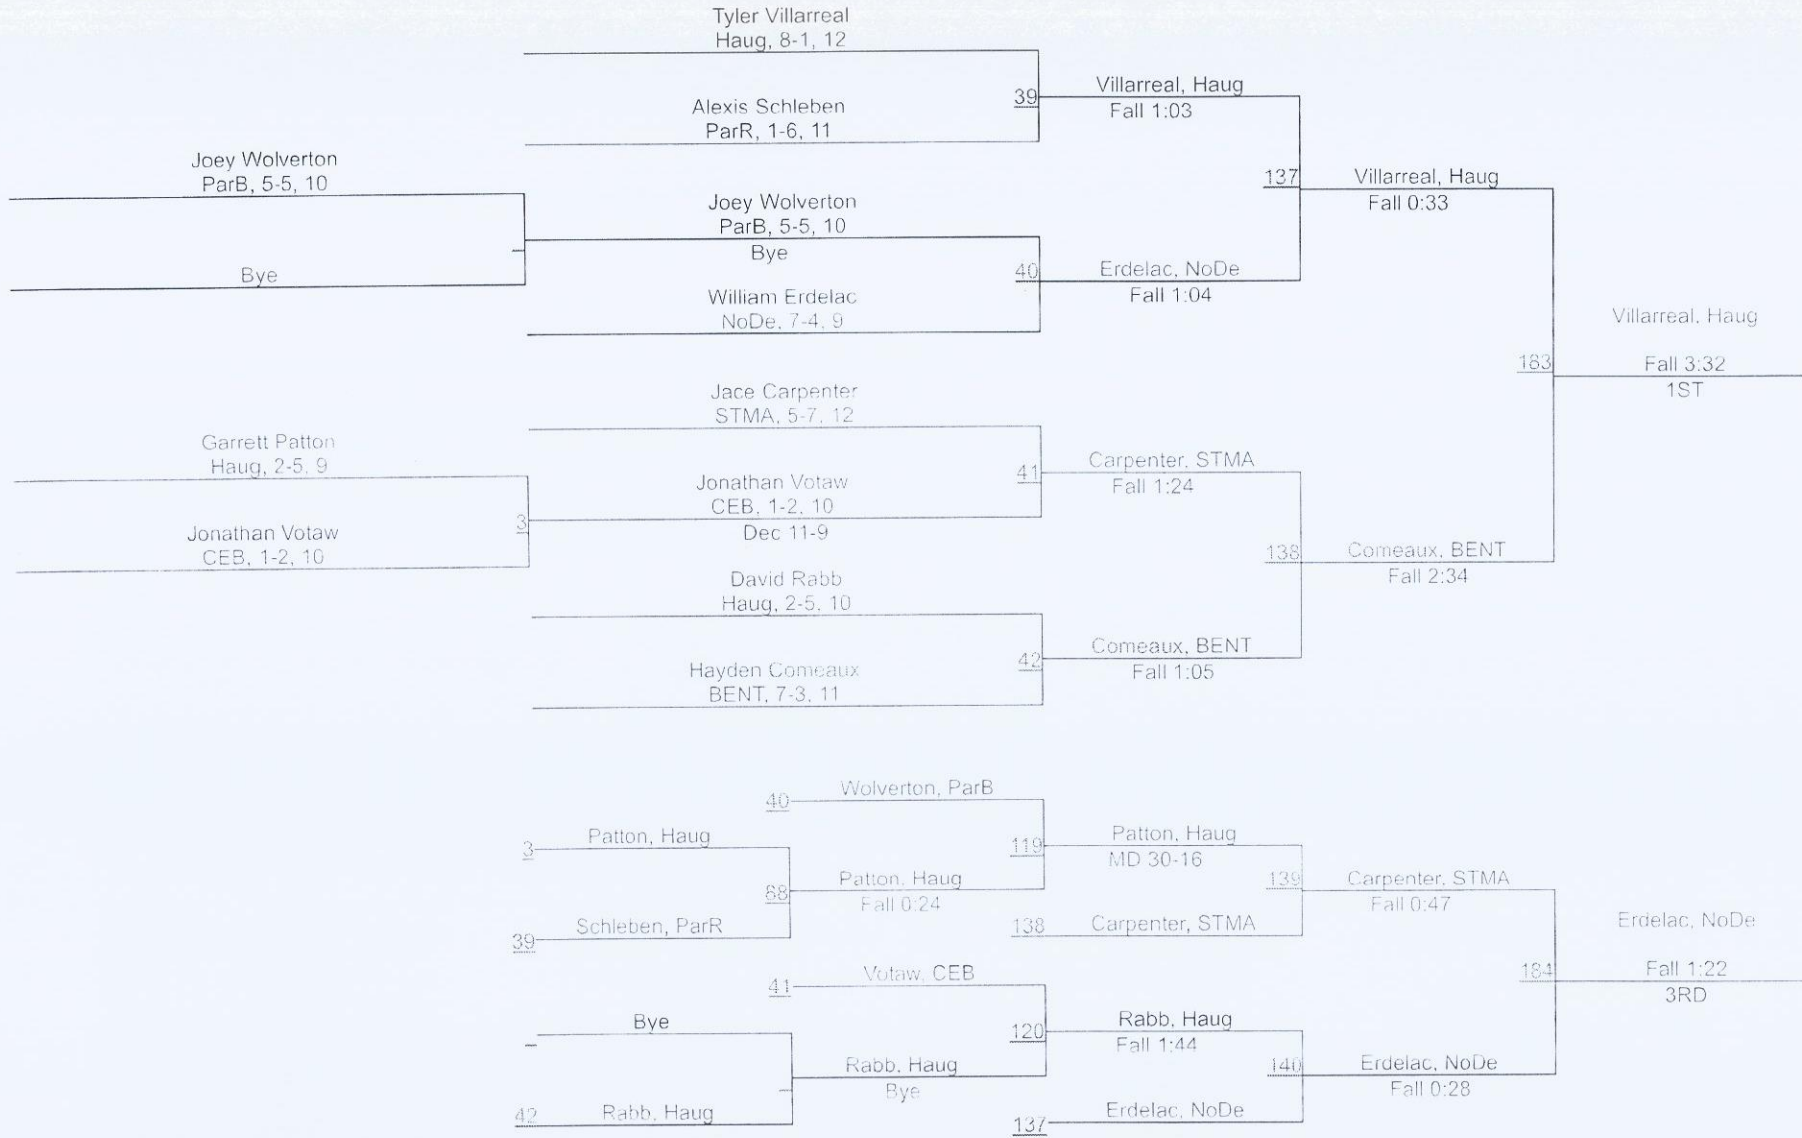 Tyler Villarreal
Haug, 8-1, 12
39
Villarreal, Haug
Fall 1:03
Alexis Schleben
ParR, 1-6, 11
Joey Wolverton
ParB, 5-5, 10
137
Villarreal, Haug
Fall 0:33
Joey Wolverton
ParB, 5-5, 10
Bye
Bye
40
Erdelac, NoDe
Fall 1:04
William Erdelac
NoDe, 7-4, 9
Villarreal, Haug
183
Fall 3:32
1ST
Jace Carpenter
STMA, 5-7, 12
Garrett Patton
Haug, 2-5, 9
41
Carpenter, STMA
Fall 1:24
Jonathan Votaw
CEB, 1-2, 10
Dec 11-9
3
Jonathan Votaw
CEB, 1-2, 10
138
Comeaux, BENT
Fall 2:34
David Rabb
Haug, 2-5, 10
42
Comeaux, BENT
Fall 1:05
Hayden Comeaux
BENT, 7-3, 11
40
Wolverton, ParB
3
Patton, Haug
119
Patton, Haug
MD 30-16
68
Patton, Haug
Fall 0:24
139
Carpenter, STMA
Fall 0:47
39
Schleben, ParR
138
Carpenter, STMA
Erdelac, NoDe
184
Fall 1:22
3RD
41
Votaw, CEB
Bye
120
Rabb, Haug
Fall 1:44
Rabb, Haug
Bye
140
Erdelac, NoDe
Fall 0:28
42
Rabb, Haug
137
Erdelac, NoDe